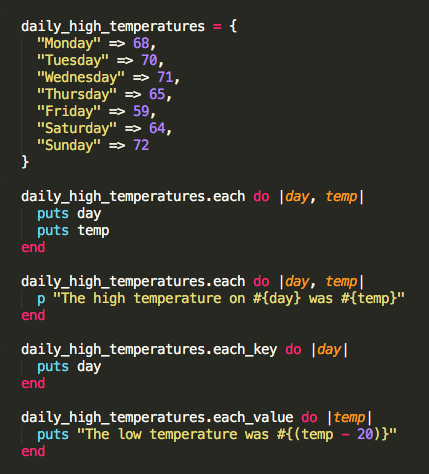 daily_high_temperatures = {
  "Monday" => 68,
  "Tuesday" => 70,
  "Wednesday" => 71,
  "Thursday" => 65,
  "Friday" => 59,
  "Saturday" => 64,
  "Sunday" => 72
}

daily_high_temperatures.each do |day, temp|
  puts day
  puts temp
end

daily_high_temperatures.each do |day, temp|
  p "The high temperature on #{day} was #{temp}"
end

daily_high_temperatures.each_key do |day|
  puts day
end

daily_high_temperatures.each_value do |temp|
  puts "The low temperature was #{(temp - 20)}"
end